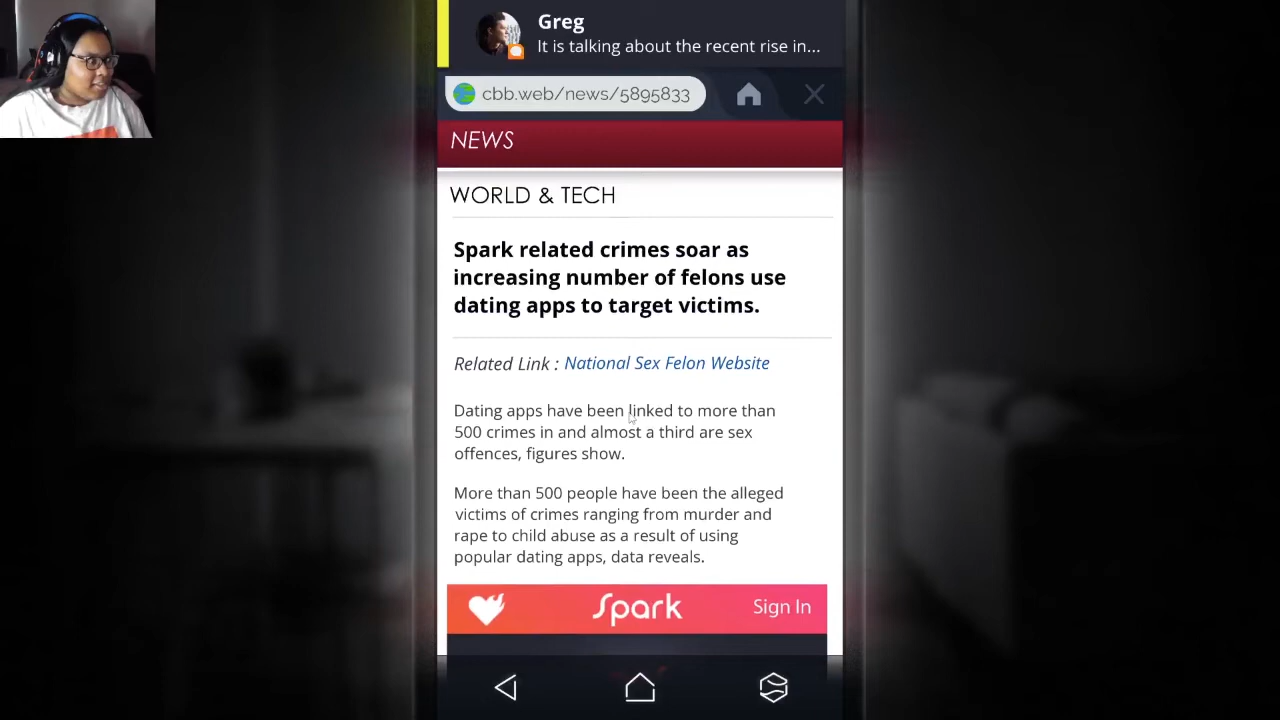 Greg
It is talking about the recent rise in...
cbb.web/news/5895833
NEWS
WORLD & TECH
Spark related crimes soar as
increasing number of felons use
dating apps to target victims.
Related Link : National Sex Felon Website
Dating apps have been linked to more than
500 crimes in and almost a third are sex
offences, figures show.
More than 500 people have been the alleged
victims of crimes ranging from murder and
rape to child abuse as a result of using
popular dating apps, data reveals.
Spark Sign In